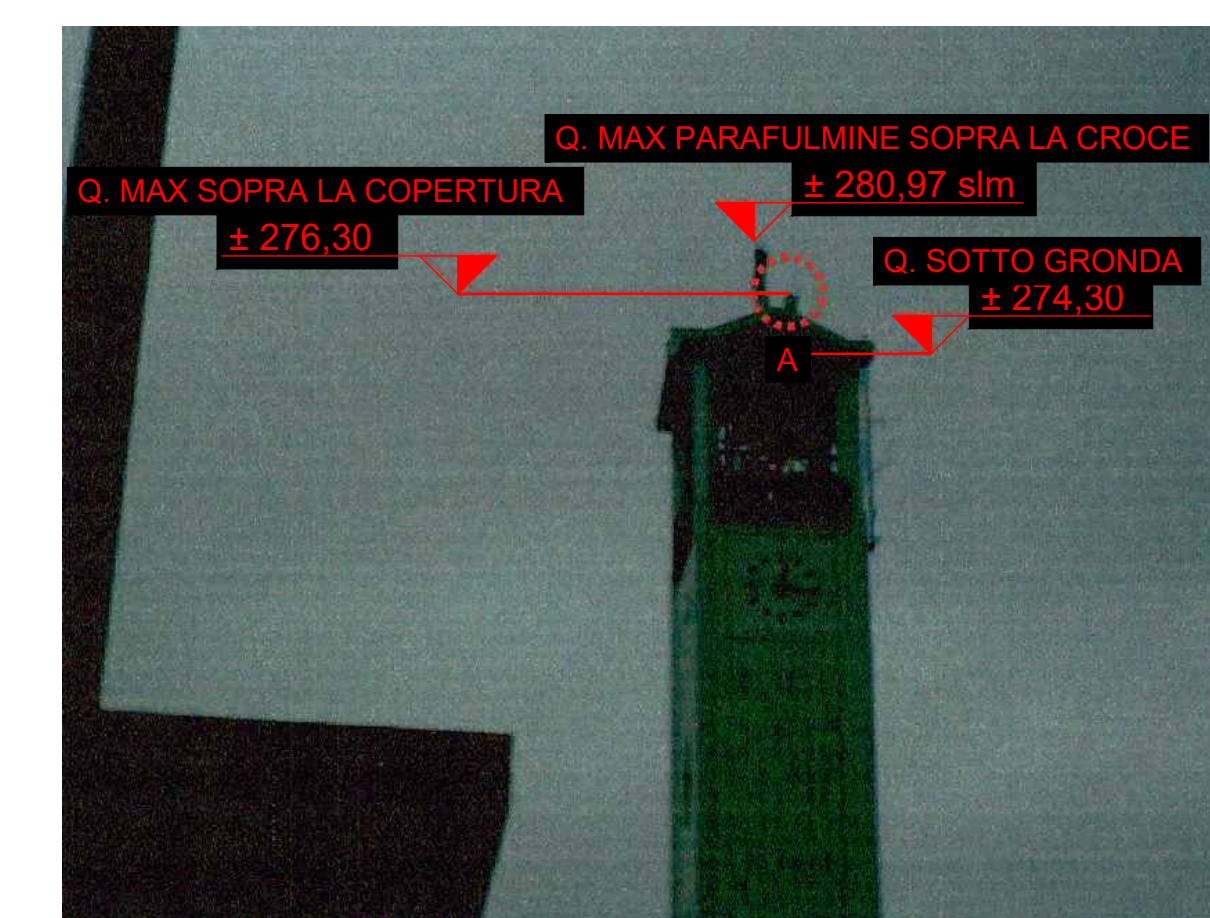 Q. MAX PARAFULMINE SOPRA LA CROCE
± 280,97 slm
Q. MAX SOPRA LA COPERTURA
± 276,30
Q. SOTTO GRONDA
± 274,30
A